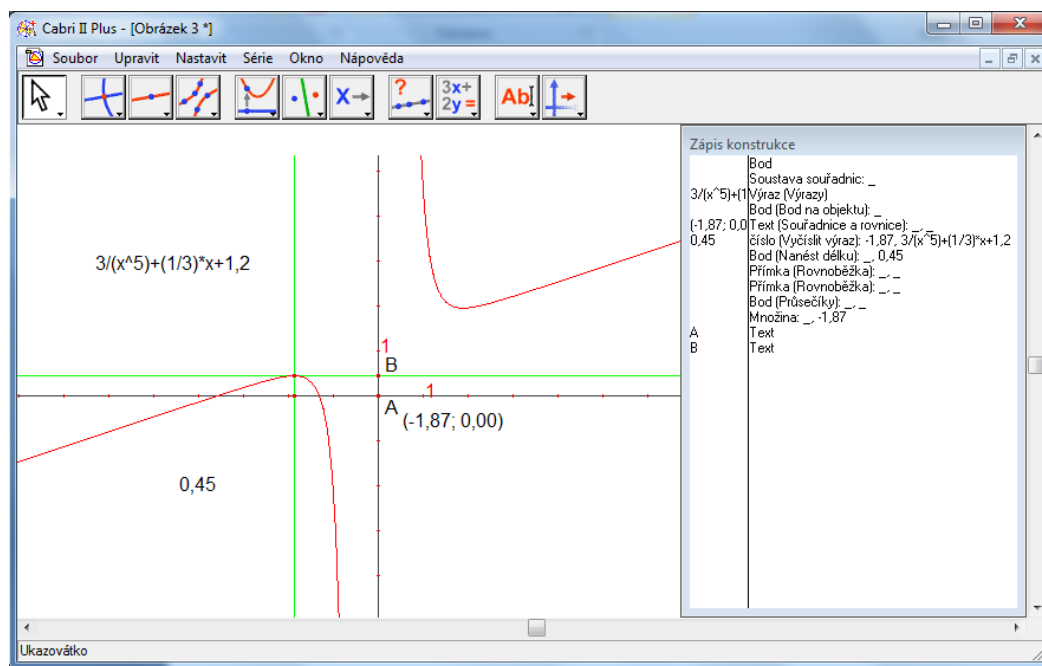 Cabri II Plus - [Obrázek 3 *]
Soubor Upravit Nastavit Série Okno Nápověda
? 3x+ 2y= Ab X
3/(x^5)+(1/3)*x+1,2
1
B
1
A
(-1,87; 0,00)
0,45
Zápis konstrukce
Bod
Soustava souřadnic: _
3/(x^5)+(1 Výraz (Výrazy)
Bod (Bod na objektu): _
(-1,87; 0,0 Text (Souřadnice a rovnice): _, _
0,45 číslo (Vyčíslit výraz): -1,87, 3/(x^5)+(1/3)*x+1,2
Bod (Nanést délku): _, 0,45
Přímka (Rovnoběžka): _, _
Přímka (Rovnoběžka): _, _
Bod (Průsečíky): _, _
Množina: _, -1,87
A Text
B Text
Ukazovátko